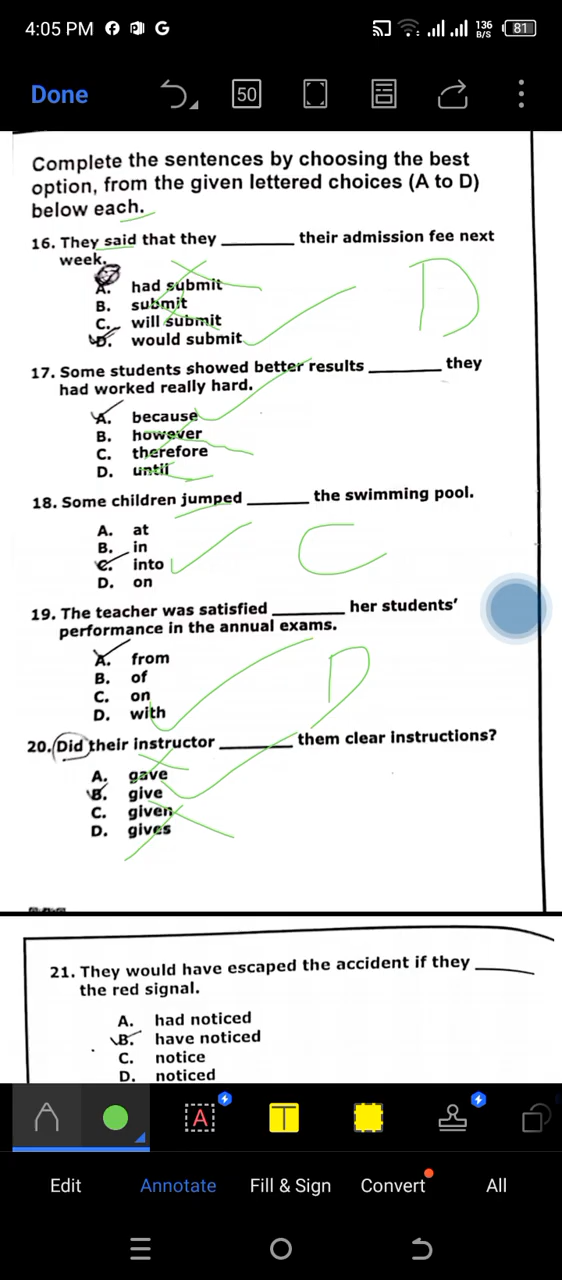 4:05 PM
136 B/S
81
Done
50
Complete the sentences by choosing the best
option, from the given lettered choices (A to D)
below each.
16. They said that they ________ their admission fee next
week.
A. had submit
B. submit
C. will submit
D. would submit
D
17. Some students showed better results ________ they
had worked really hard.
A. because
B. however
C. therefore
D. until
18. Some children jumped _______ the swimming pool.
A. at
B. in
C. into
D. on
C
19. The teacher was satisfied ________ her students'
performance in the annual exams.
A. from
B. of
C. on
D. with
D
20. Did their instructor ________ them clear instructions?
A. gave
B. give
C. given
D. gives
21. They would have escaped the accident if they _______
the red signal.
A. had noticed
B. have noticed
C. notice
D. noticed
A
T
Edit
Annotate
Fill & Sign
Convert
All